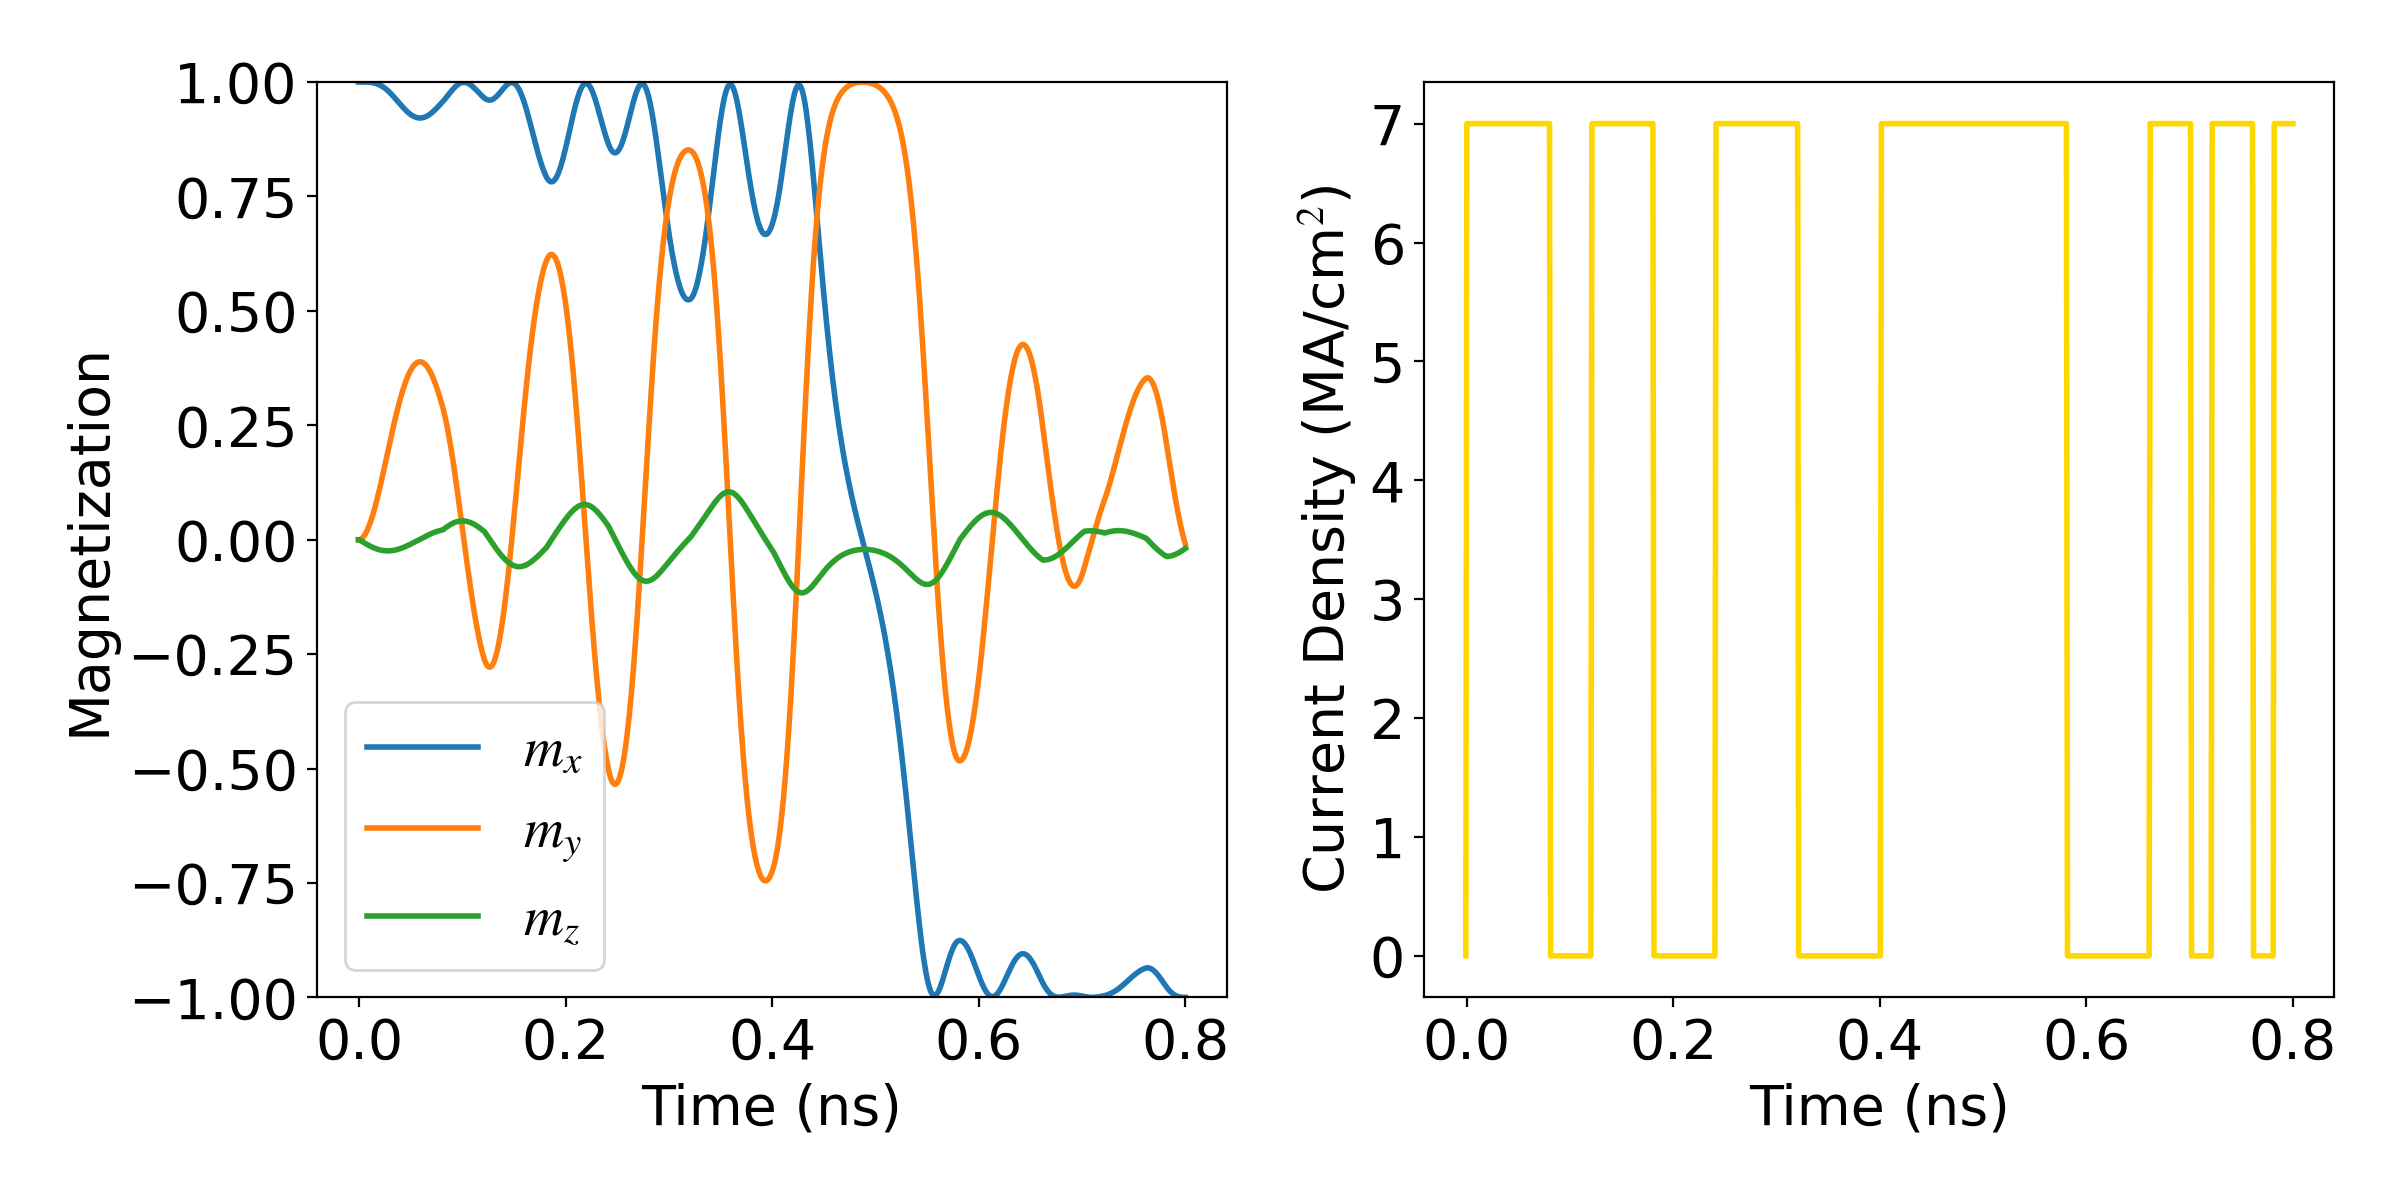 Magnetization
1.00
0.75
0.50
0.25
0.00
−0.25
−0.50
−0.75
−1.00
m_x
m_y
m_z
0.0 0.2 0.4 0.6 0.8
Time (ns)
Current Density (MA/cm²)
7
6
5
4
3
2
1
0
0.0 0.2 0.4 0.6 0.8
Time (ns)